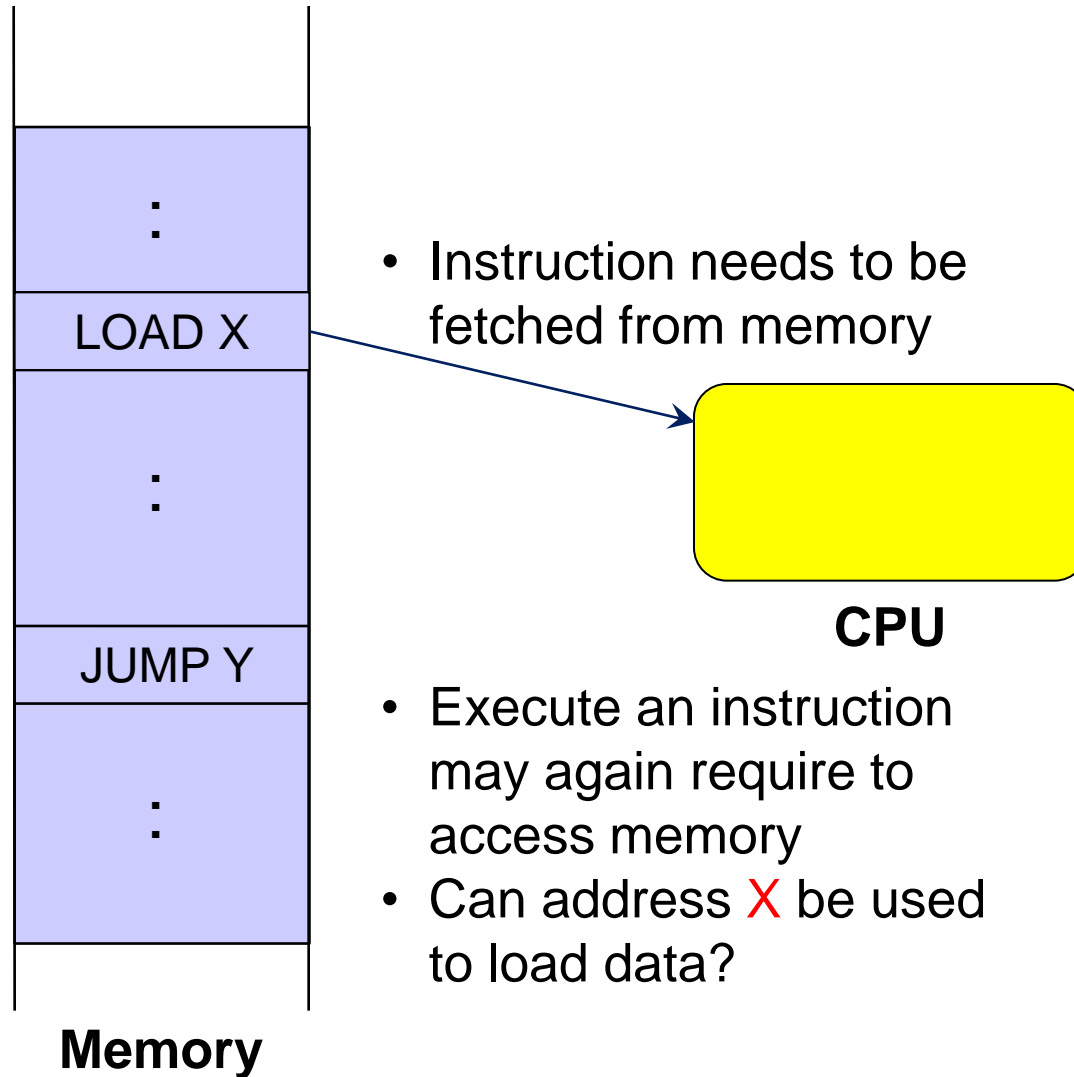 :
LOAD X
:
JUMP Y
:
Memory
• Instruction needs to be
fetched from memory
CPU
• Execute an instruction
may again require to
access memory
• Can address X be used
to load data?